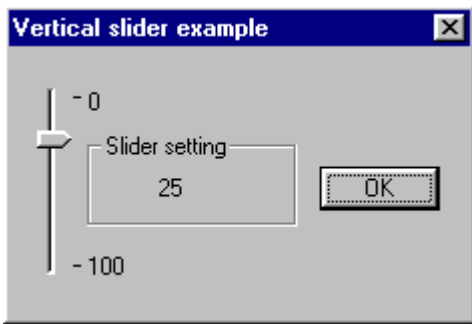 Vertical slider example
- 0
Slider setting
25
OK
- 100